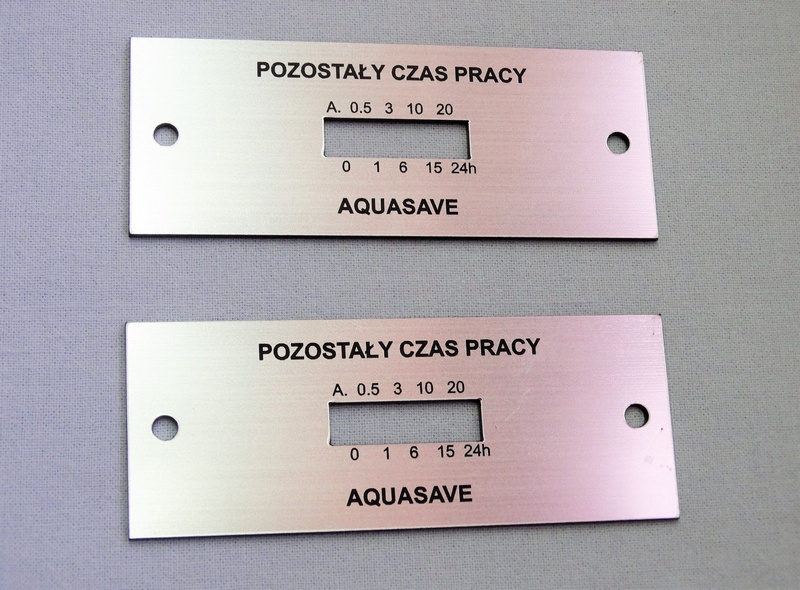 POZOSTAŁY CZAS PRACY
A. 0.5 3 10 20
0 1 6 15 24h
AQUASAVE
POZOSTAŁY CZAS PRACY
A. 0.5 3 10 20
0 1 6 15 24h
AQUASAVE